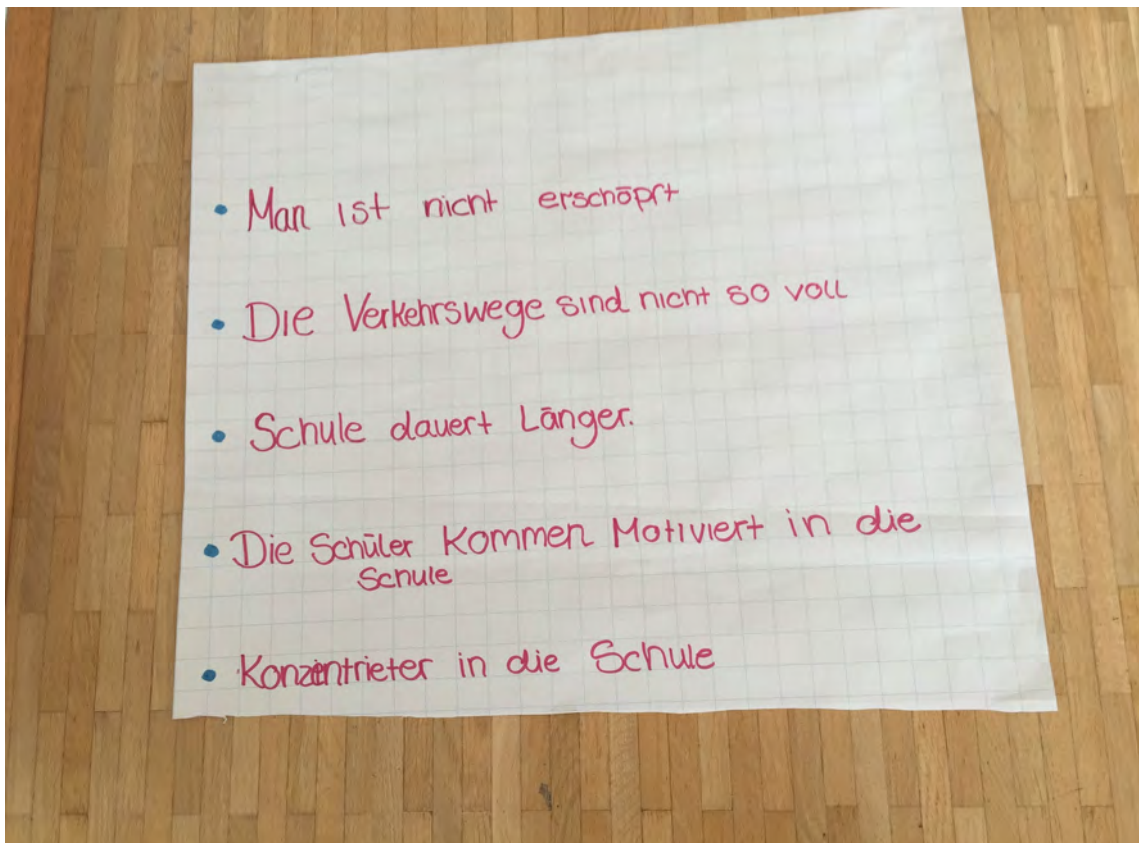 • Man ist nicht erschöpft
• Die Verkehrswege sind nicht so voll
• Schule dauert Länger.
• Die Schüler Kommen Motiviert in die
Schule
• Konzentrieter in die Schule